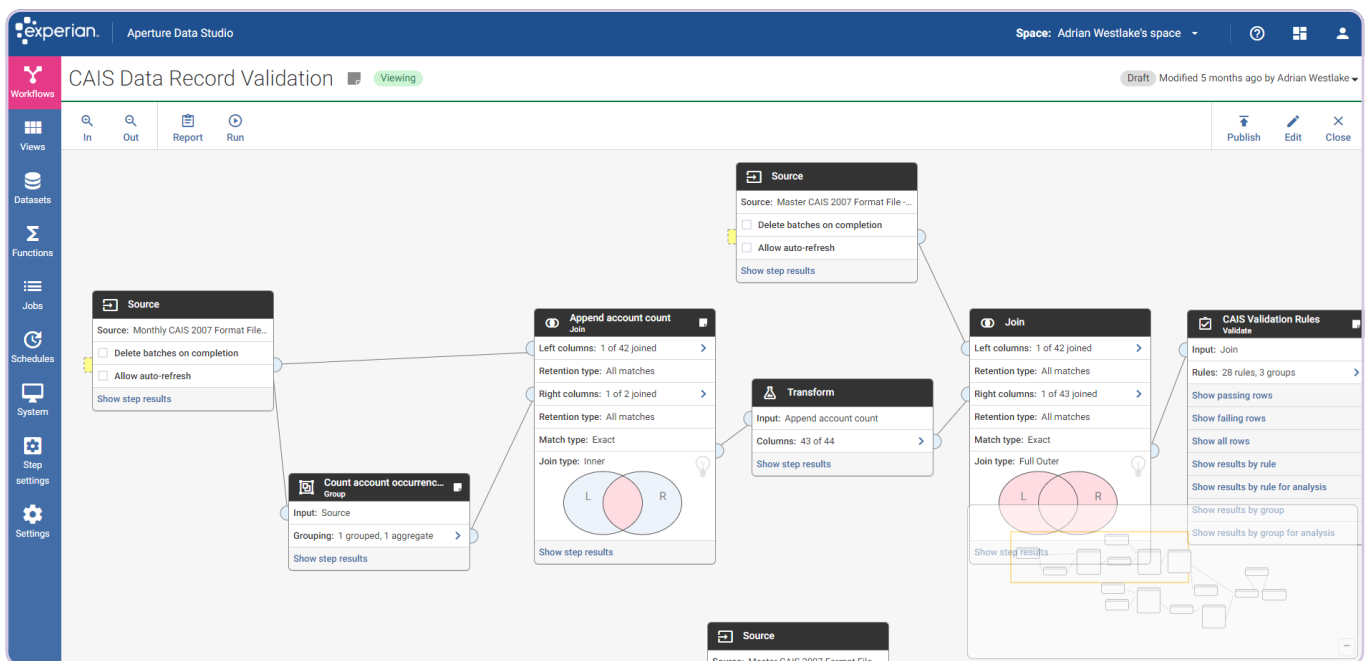 experian.
Aperture Data Studio
Space: Adrian Westlake's space
CAIS Data Record Validation
Viewing
Draft
Modified 5 months ago by Adrian Westlake
Workflows
Views
Datasets
Functions
Jobs
Schedules
System
Step
settings
Settings
In
Out
Report
Run
Publish
Edit
Close
Source
Source: Monthly CAIS 2007 Format File...
Delete batches on completion
Allow auto-refresh
Show step results
Count account occurrenc...
Group
Input: Source
Grouping: 1 grouped, 1 aggregate
Show step results
Append account count
Join
Left columns: 1 of 42 joined
Retention type: All matches
Right columns: 1 of 2 joined
Retention type: All matches
Match type: Exact
Join type: Inner
L
R
Show step results
Source
Source: Master CAIS 2007 Format File -...
Delete batches on completion
Allow auto-refresh
Show step results
Transform
Input: Append account count
Columns: 43 of 44
Show step results
Join
Left columns: 1 of 42 joined
Retention type: All matches
Right columns: 1 of 43 joined
Retention type: All matches
Match type: Exact
Join type: Full Outer
L
R
Show step results
CAIS Validation Rules
Validate
Input: Join
Rules: 28 rules, 3 groups
Show passing rows
Show failing rows
Show all rows
Show results by rule
Show results by rule for analysis
Show results by group
Show results by group for analysis
Source
Source: Master CAIS 2007 Format File